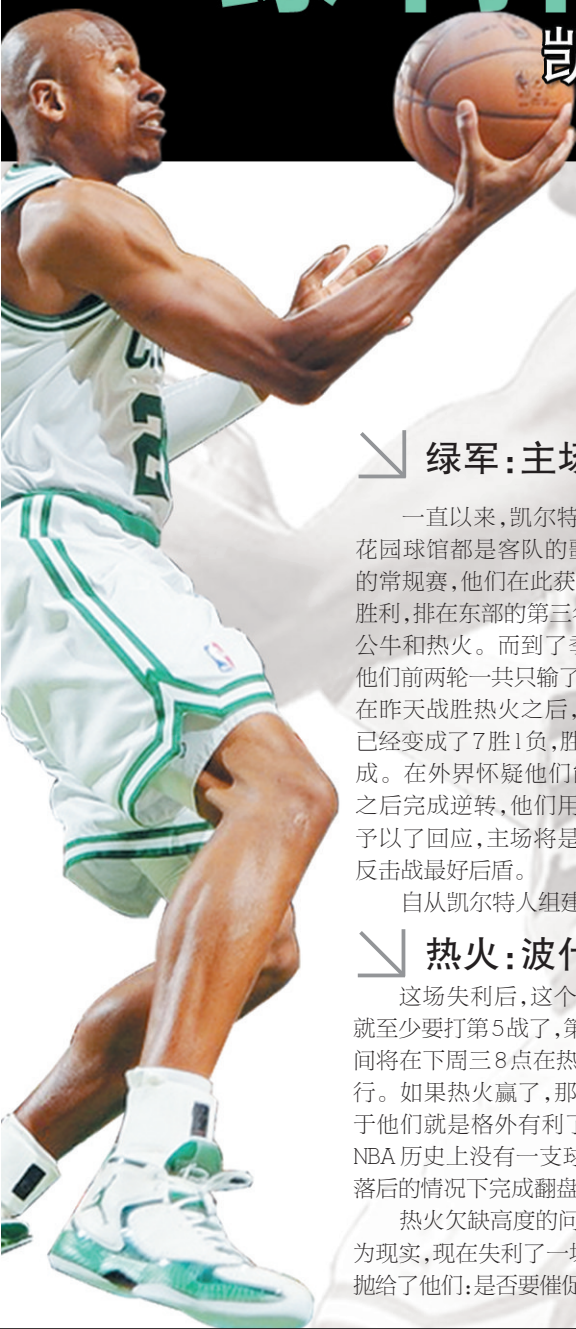 凯
绿军:主场
一直以来,凯尔特
花园球馆都是客队的
的常规赛,他们在此获
胜利,排在东部的第三名
公牛和热火。而到了季
他们前两轮一共只输了
在昨天战胜热火之后,
已经变成了7胜1负,胜
成。在外界怀疑他们能
之后完成逆转,他们用
予以了回应,主场将是
反击战最好后盾。
自从凯尔特人组建
热火:波什
这场失利后,这个
就至少要打第5战了,第
间将在下周三8点在热
行。如果热火赢了,那
于他们就是格外有利了
NBA历史上没有一支球
落后的情况下完成翻盘
热火欠缺高度的问
为现实,现在失利了一场
抛给了他们:是否要催促